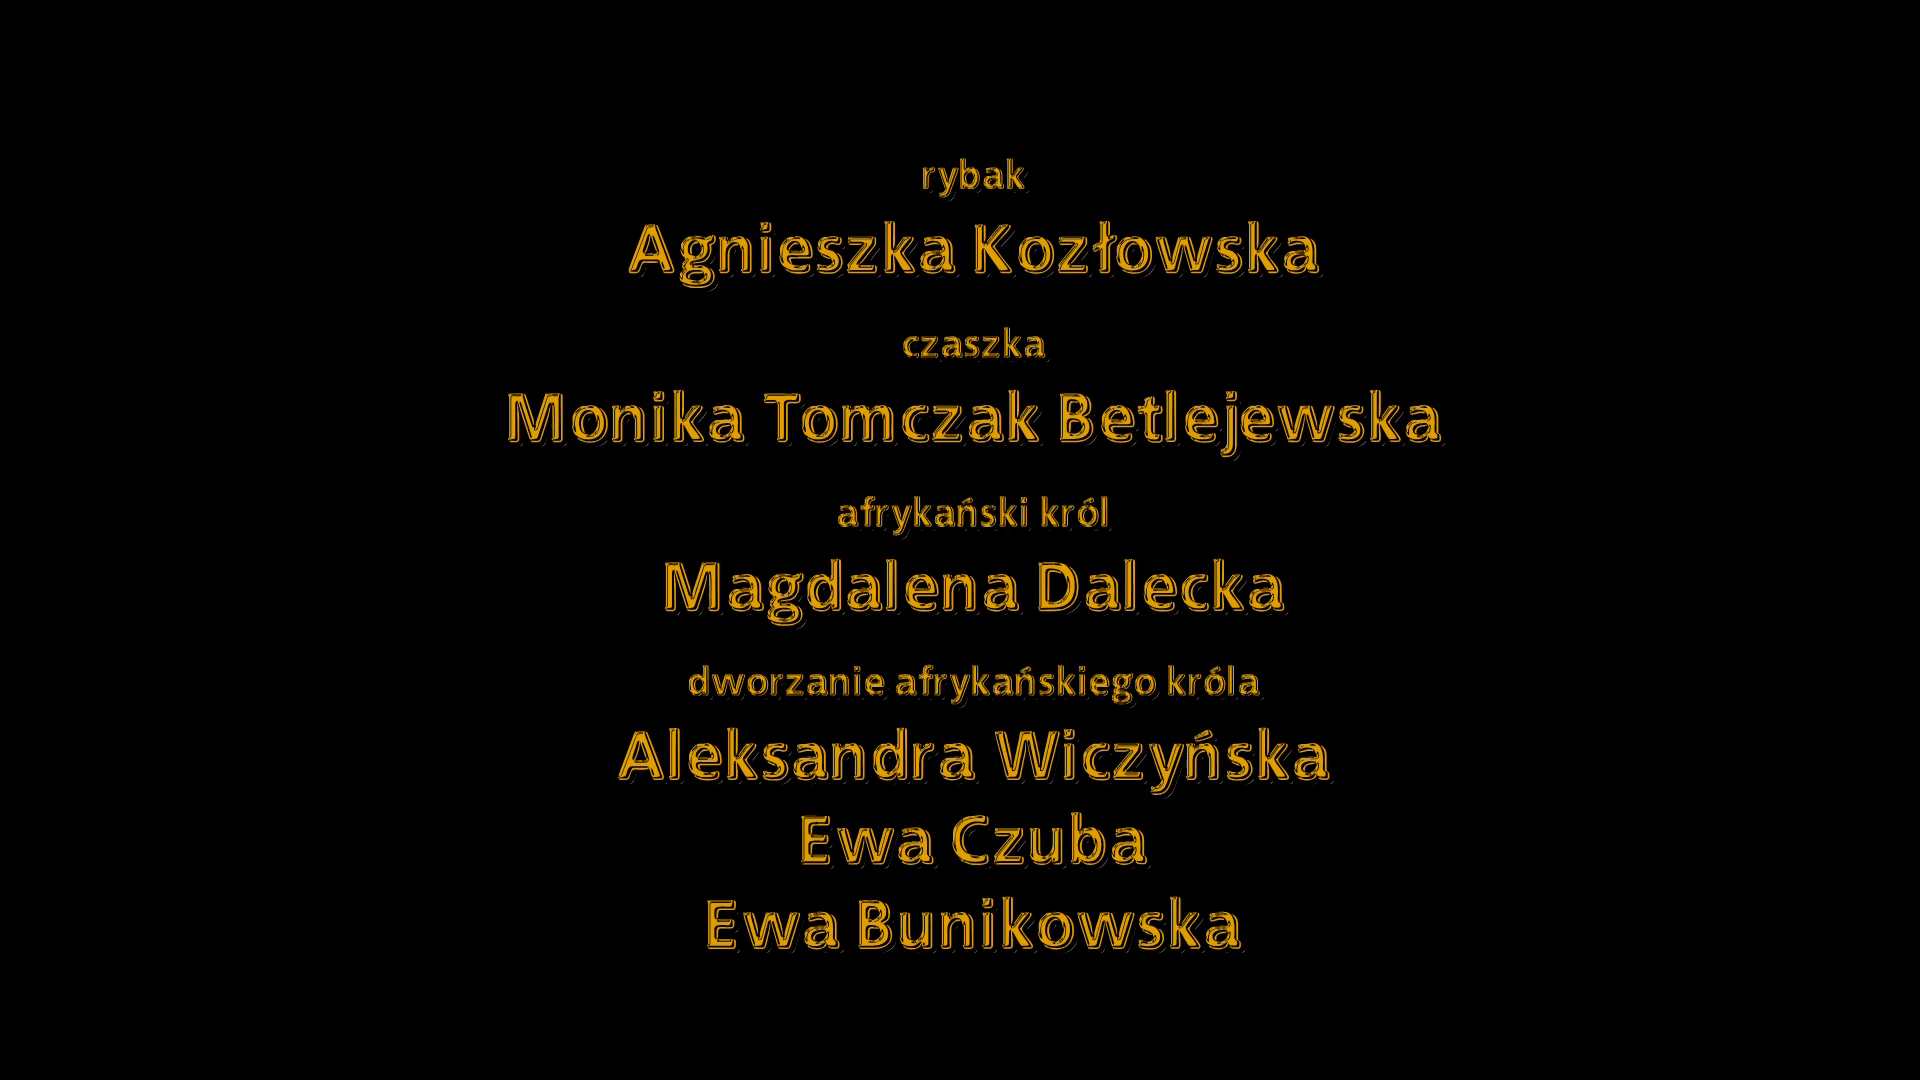 rybak
Agnieszka Kozłowska
czaszka
Monika Tomczak Betlejewska
afrykański król
Magdalena Dalecka
dworzanie afrykańskiego króla
Aleksandra Wiczyńska
Ewa Czuba
Ewa Bunikowska